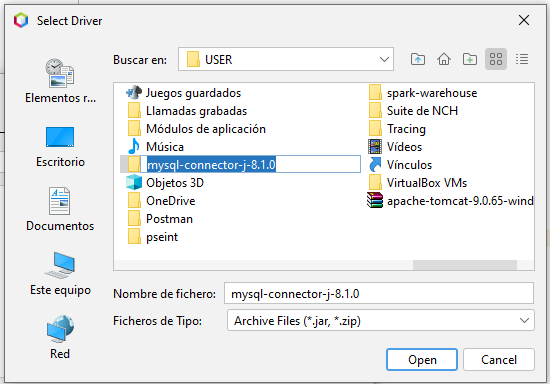 Select Driver
Buscar en:
USER
Elementos r...
Escritorio
Documentos
Este equipo
Red
Juegos guardados
Llamadas grabadas
Módulos de aplicación
Música
mysql-connector-j-8.1.0
Objetos 3D
OneDrive
Postman
pseint
spark-warehouse
Suite de NCH
Tracing
Vídeos
Vínculos
VirtualBox VMs
apache-tomcat-9.0.65-wind
Nombre de fichero: mysql-connector-j-8.1.0
Ficheros de Tipo: Archive Files (*.jar, *.zip)
Open
Cancel